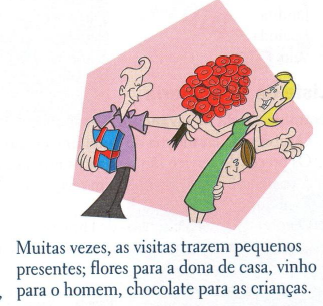 Muitas vezes, as visitas trazem pequenos
presentes; flores para a dona de casa, vinho
para o homem, chocolate para as crianças.